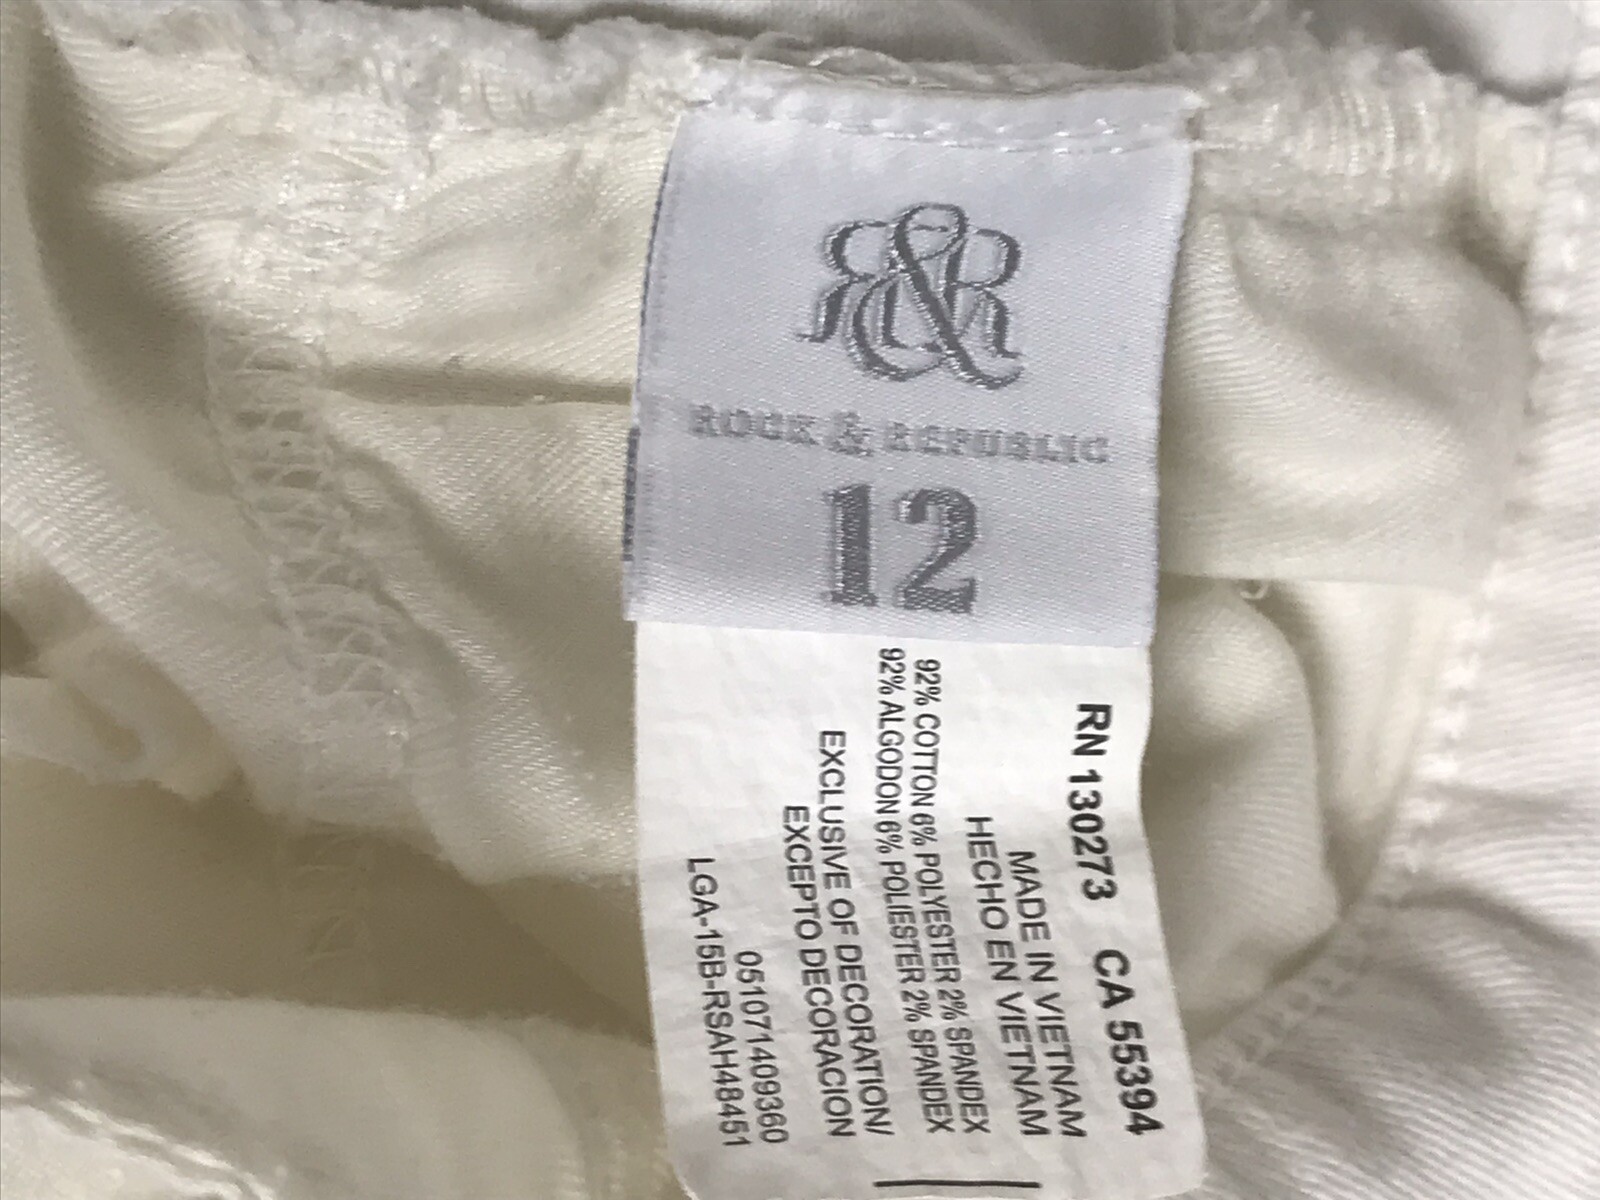 R&R
ROCK & REPUBLIC
12
RN 130273 CA 55394
MADE IN VIETNAM
HECHO EN VIETNAM
92% COTTON 6% POLYESTER 2% SPANDEX
92% ALGODON 6% POLIESTER 2% SPANDEX
EXCLUSIVE OF DECORATION/
EXCEPTO DECORACION
051071409360
LGA-15B-RSAH48451